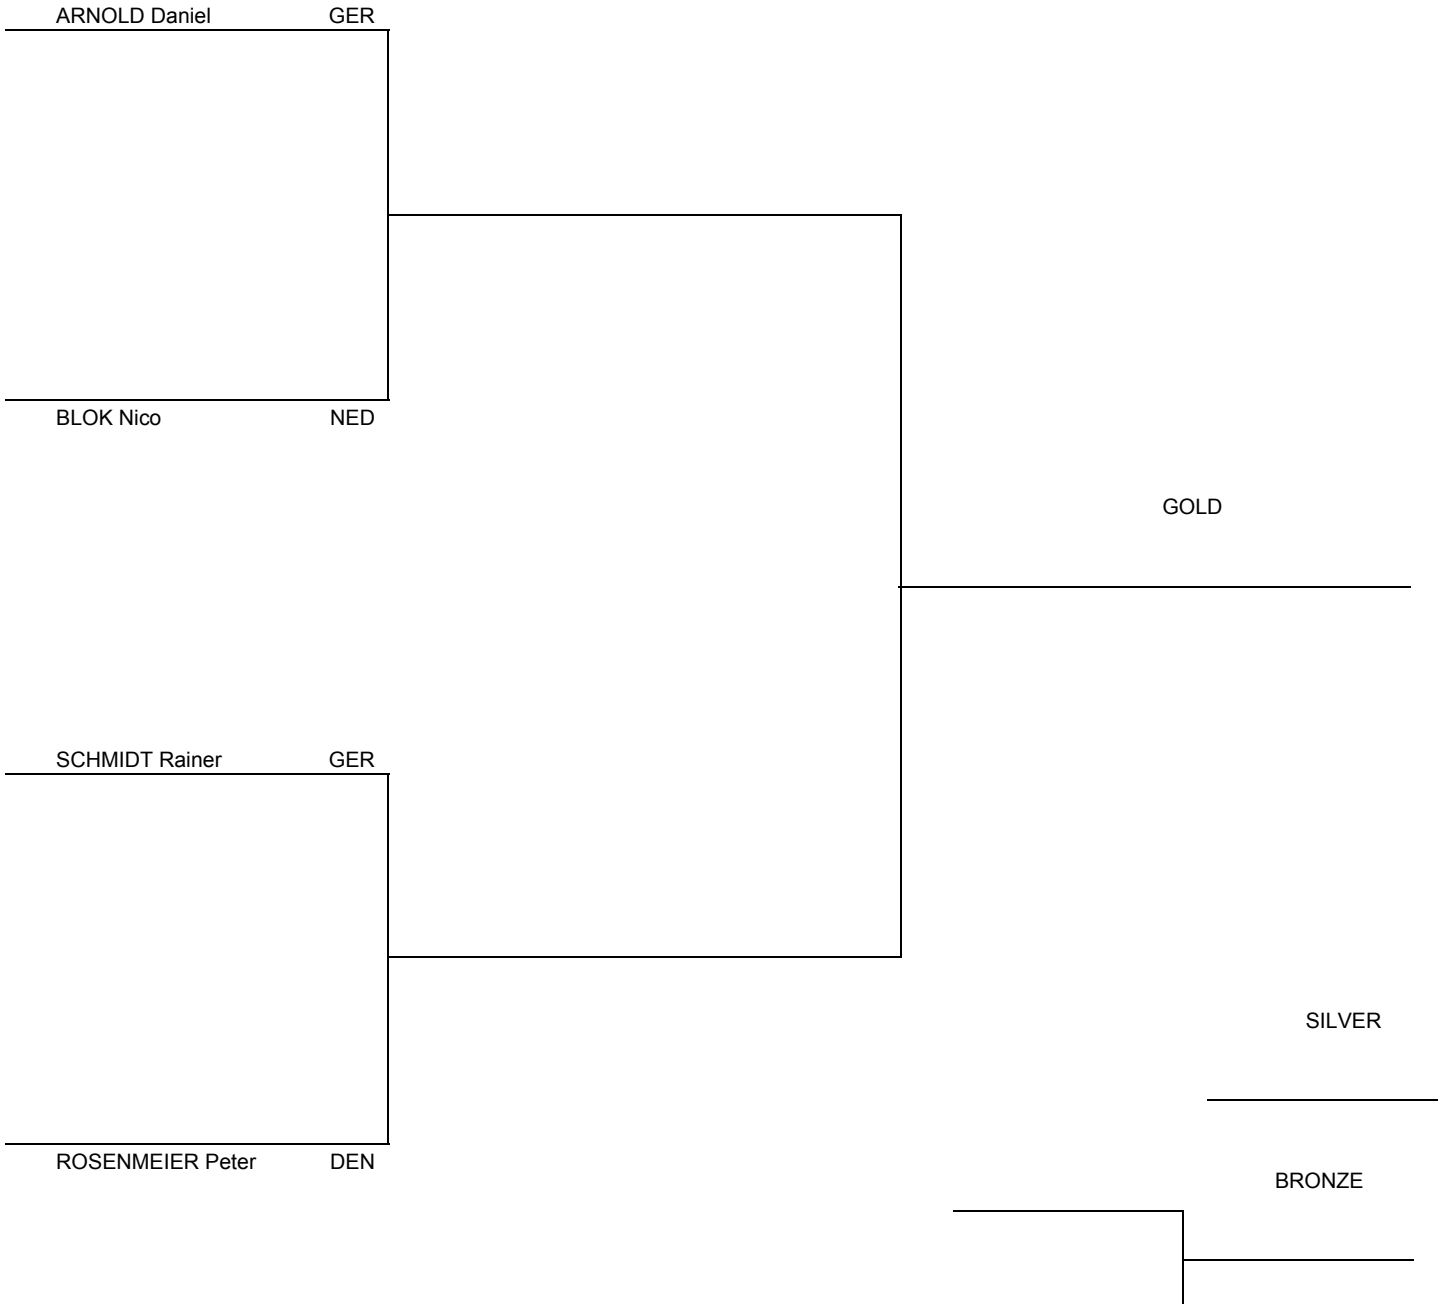 ARNOLD Daniel GER
BLOK Nico NED
GOLD
SCHMIDT Rainer GER
SILVER
ROSENMEIER Peter DEN
BRONZE